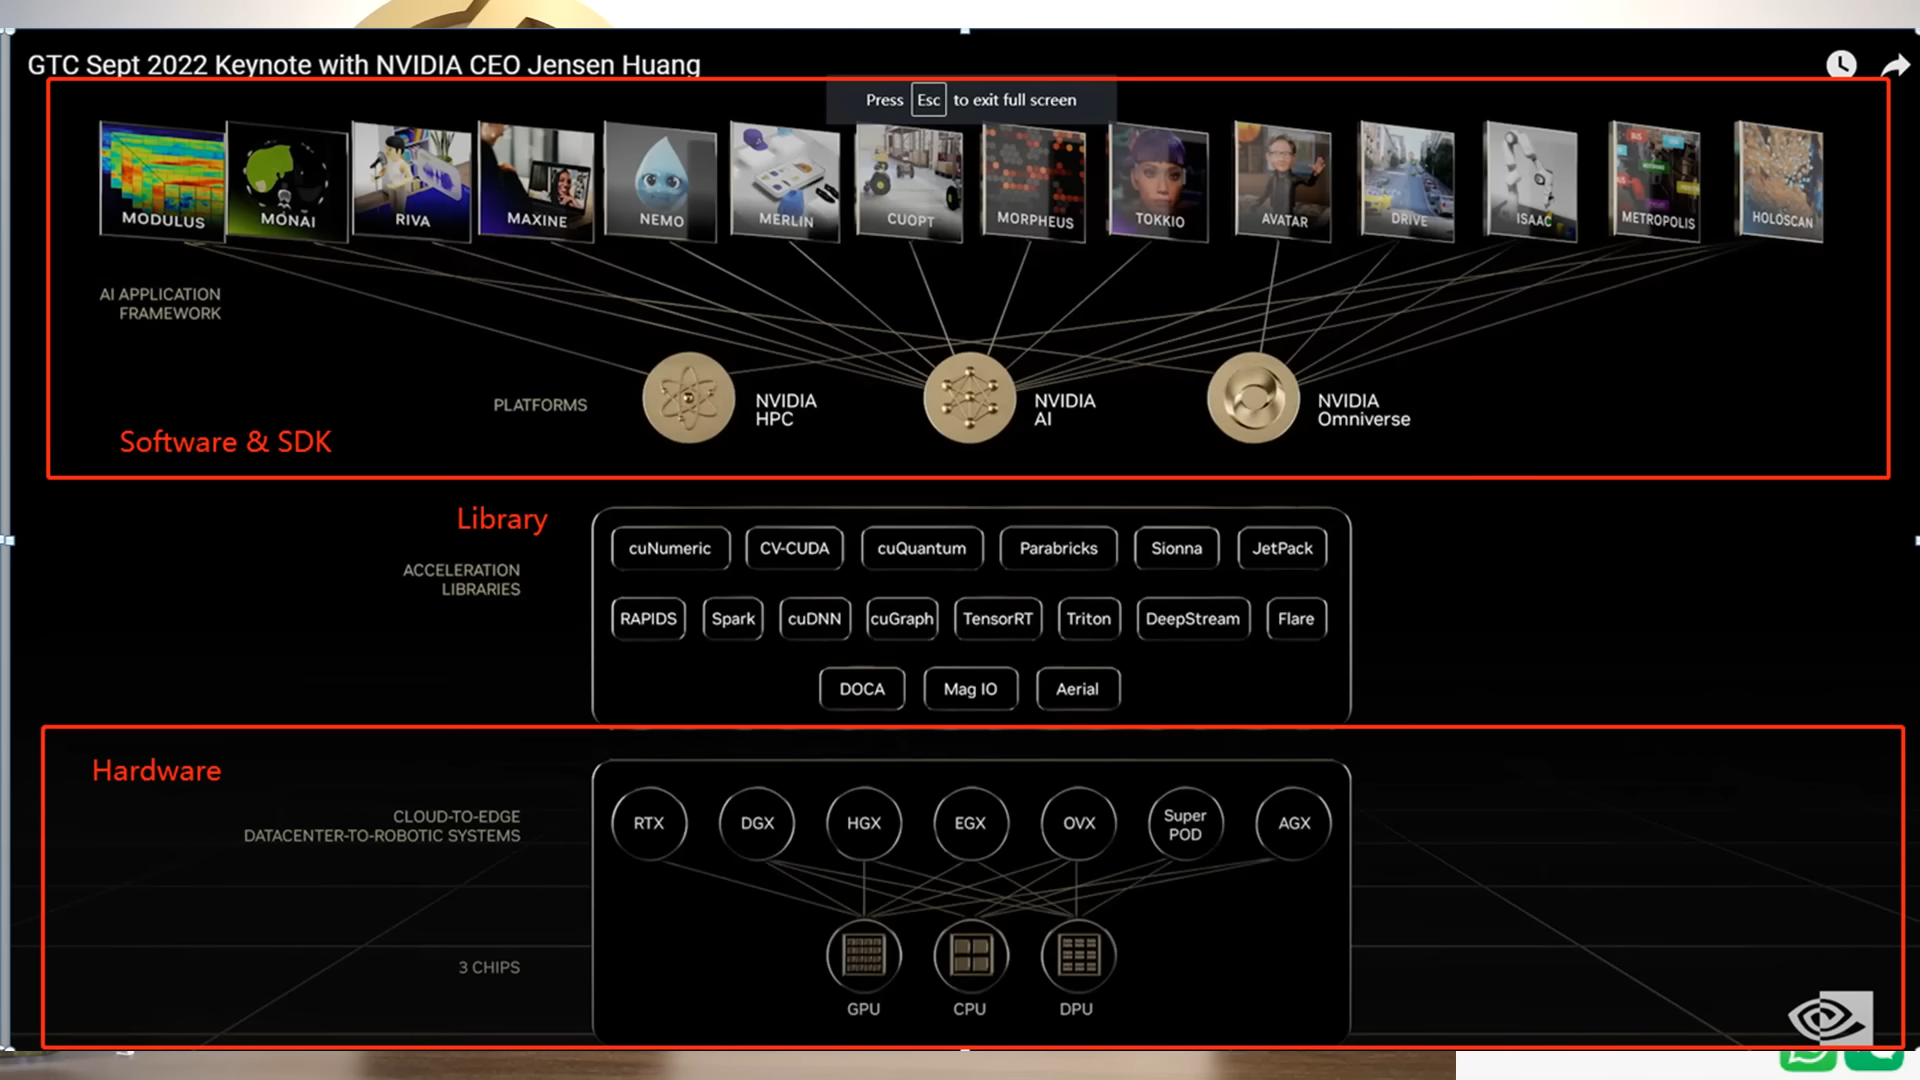 GTC Sept 2022 Keynote with NVIDIA CEO Jensen Huang
Press Esc to exit full screen
MODULUS
MONAI
RIVA
MAXINE
NEMO
MERLIN
CUOPT
MORPHEUS
TOKKIO
AVATAR
DRIVE
ISAAC
METROPOLIS
HOLOSCAN
AI APPLICATION
FRAMEWORK
PLATFORMS
NVIDIA
HPC
NVIDIA
AI
NVIDIA
Omniverse
Software & SDK
Library
ACCELERATION
LIBRARIES
cuNumeric
CV-CUDA
cuQuantum
Parabricks
Sionna
JetPack
RAPIDS
Spark
cuDNN
cuGraph
TensorRT
Triton
DeepStream
Flare
DOCA
Mag IO
Aerial
Hardware
CLOUD-TO-EDGE
DATACENTER-TO-ROBOTIC SYSTEMS
RTX
DGX
HGX
EGX
OVX
Super
POD
AGX
3 CHIPS
GPU
CPU
DPU